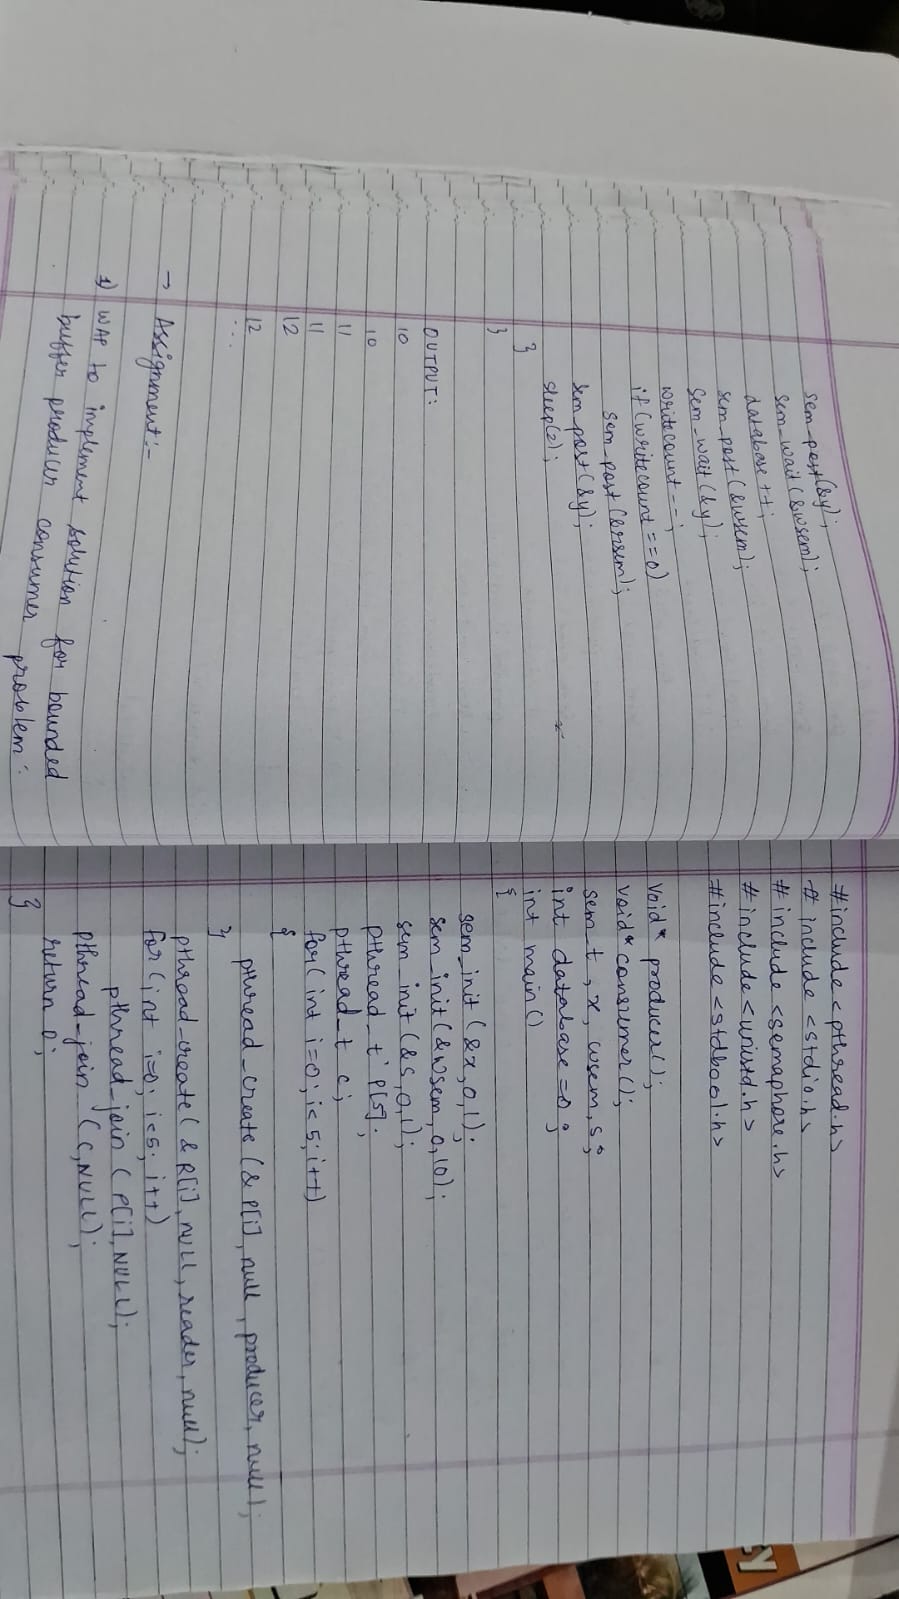 sem_post(&y);
sem_wait(&wsem);
database++;
sem_post(&wsem);
sem_wait(&y);
writecount--;
if(writecount==0)
sem_post(&rsem);
sem_post(&y);
sleep(2);
}
}
OUTPUT:
10
10
11
11
12
12
...
→ Assignment:-
1) WAP to implement solution for bounded
buffer producer consumer problem:
#include <pthread.h>
# include <stdio.h>
# include <semaphore.h>
#include <unistd.h>
#include <stdbool.h>
void* producer();
void* consumer();
sem_t , x, wsem, s;
int database =0;
int main()
{
sem_init (&x,0,1);
sem_init(&wsem, 0,10);
sem_init (&s,0,1);
pthread_t P[5];
pthread_t c;
for( int i=0; i<5; i++)
{
pthread_create (& P[i], null, producer, null);
}
pthread_create( & R[i], NULL, reader, null);
for (int i=0; i<5; i++)
pthread_join ( P[i], NULL);
pthread_join (C,NULL);
return 0;
}